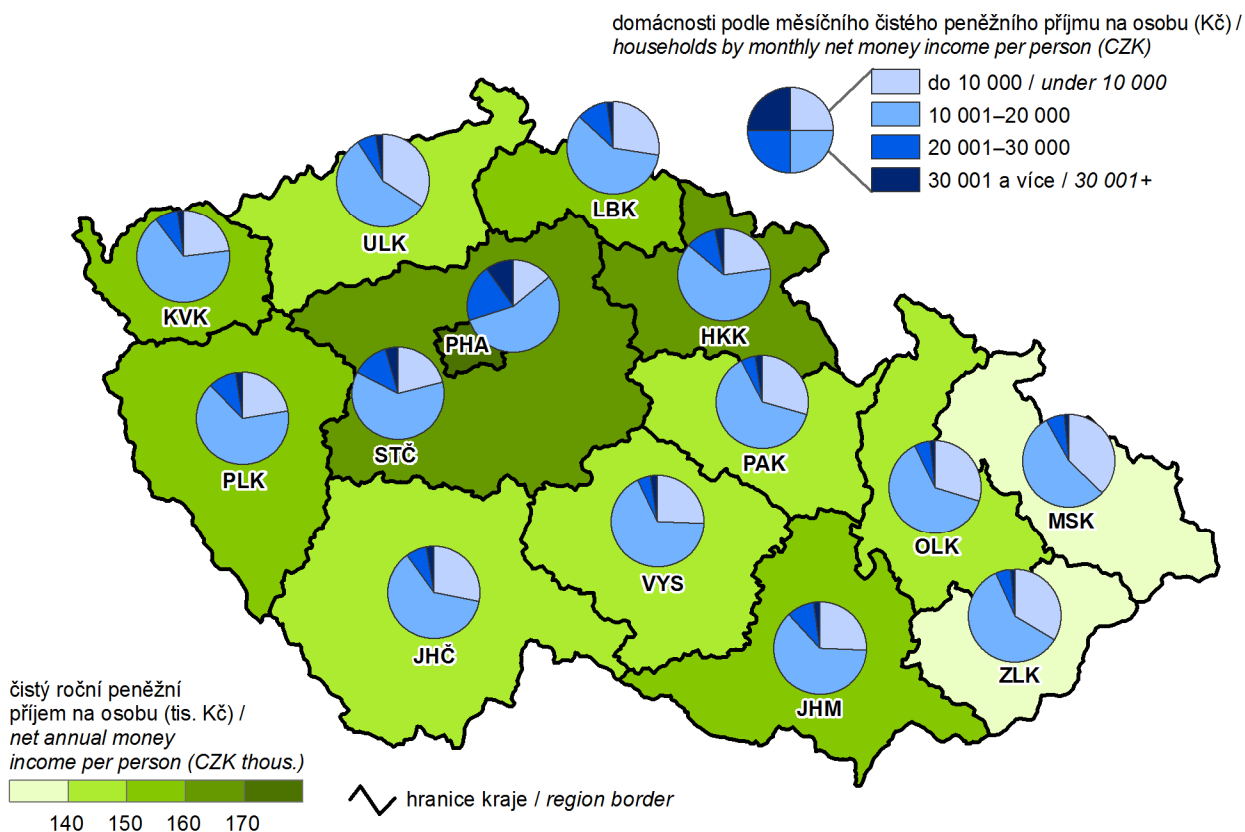 domácnosti podle měsíčního čistého peněžního příjmu na osobu (Kč) /
households by monthly net money income per person (CZK)
do 10 000 / under 10 000
10 001–20 000
20 001–30 000
30 001 a více / 30 001+
LBK
ULK
KVK
HKK
PHA
STČ
PAK
PLK
MSK
OLK
VYS
JHČ
ZLK
JHM
čistý roční peněžní
příjem na osobu (tis. Kč) /
net annual money
income per person (CZK thous.)
140 150 160 170
hranice kraje / region border